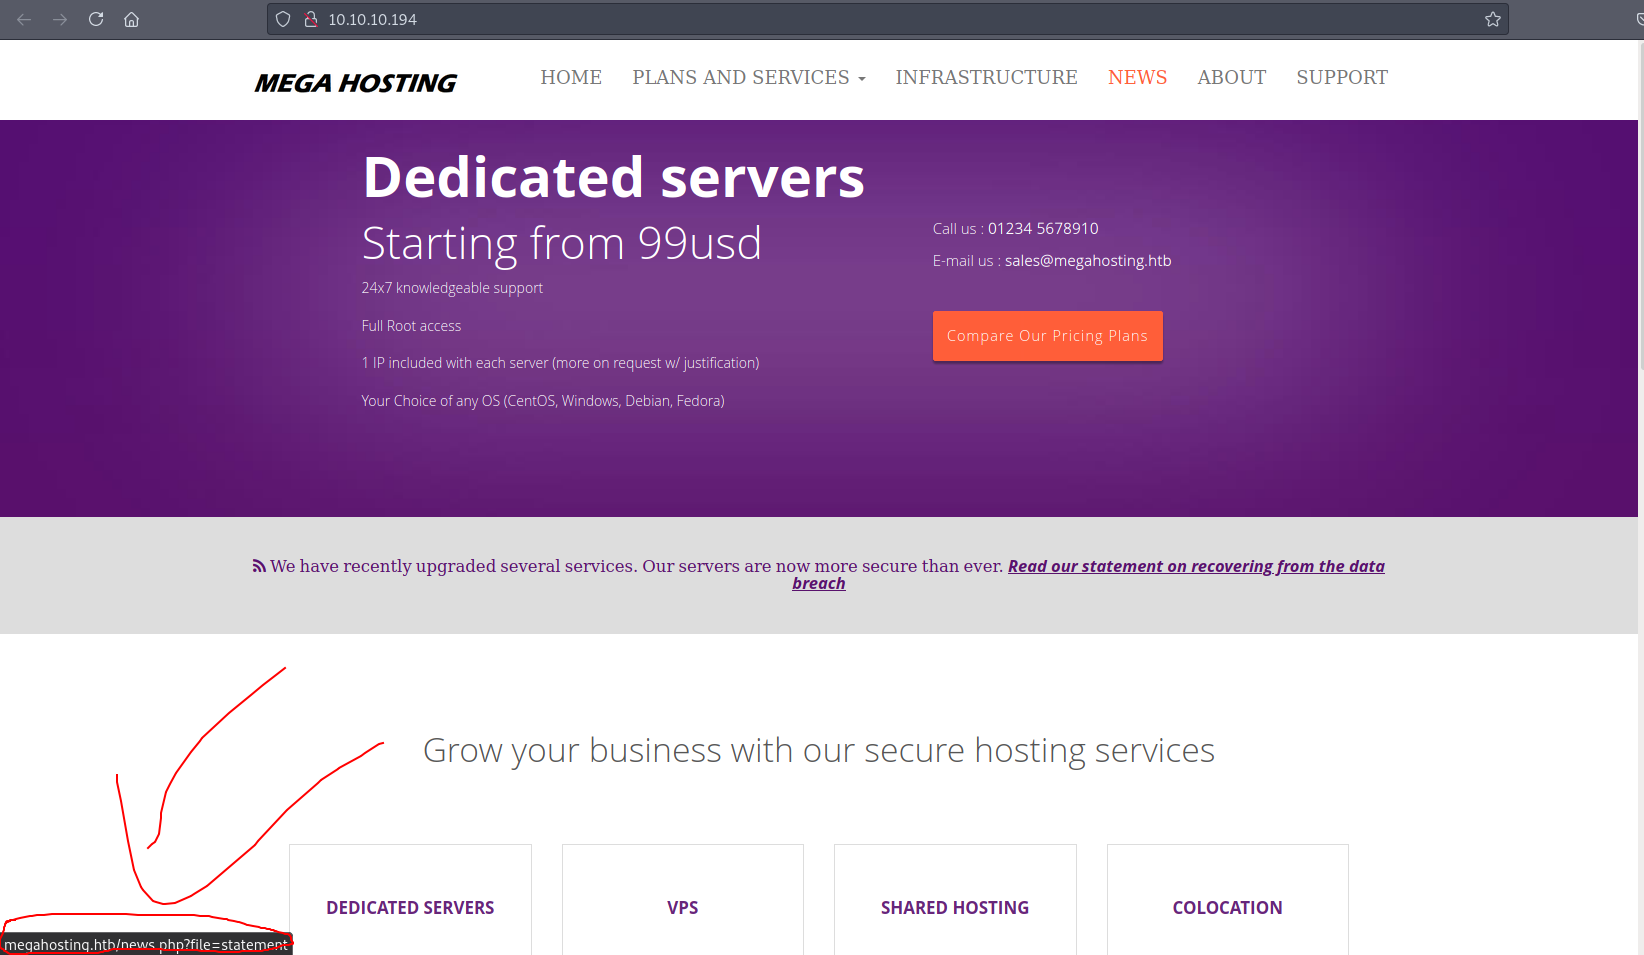 10.10.10.194
MEGA HOSTING
HOME PLANS AND SERVICES INFRASTRUCTURE NEWS ABOUT SUPPORT
Dedicated servers
Starting from 99usd
24x7 knowledgeable support
Full Root access
1 IP included with each server (more on request w/ justification)
Your Choice of any OS (CentOS, Windows, Debian, Fedora)
Call us : 01234 5678910
E-mail us : sales@megahosting.htb
Compare Our Pricing Plans
We have recently upgraded several services. Our servers are now more secure than ever. Read our statement on recovering from the data
breach
Grow your business with our secure hosting services
DEDICATED SERVERS
VPS
SHARED HOSTING
COLOCATION
megahosting.htb/news.php?file=statement